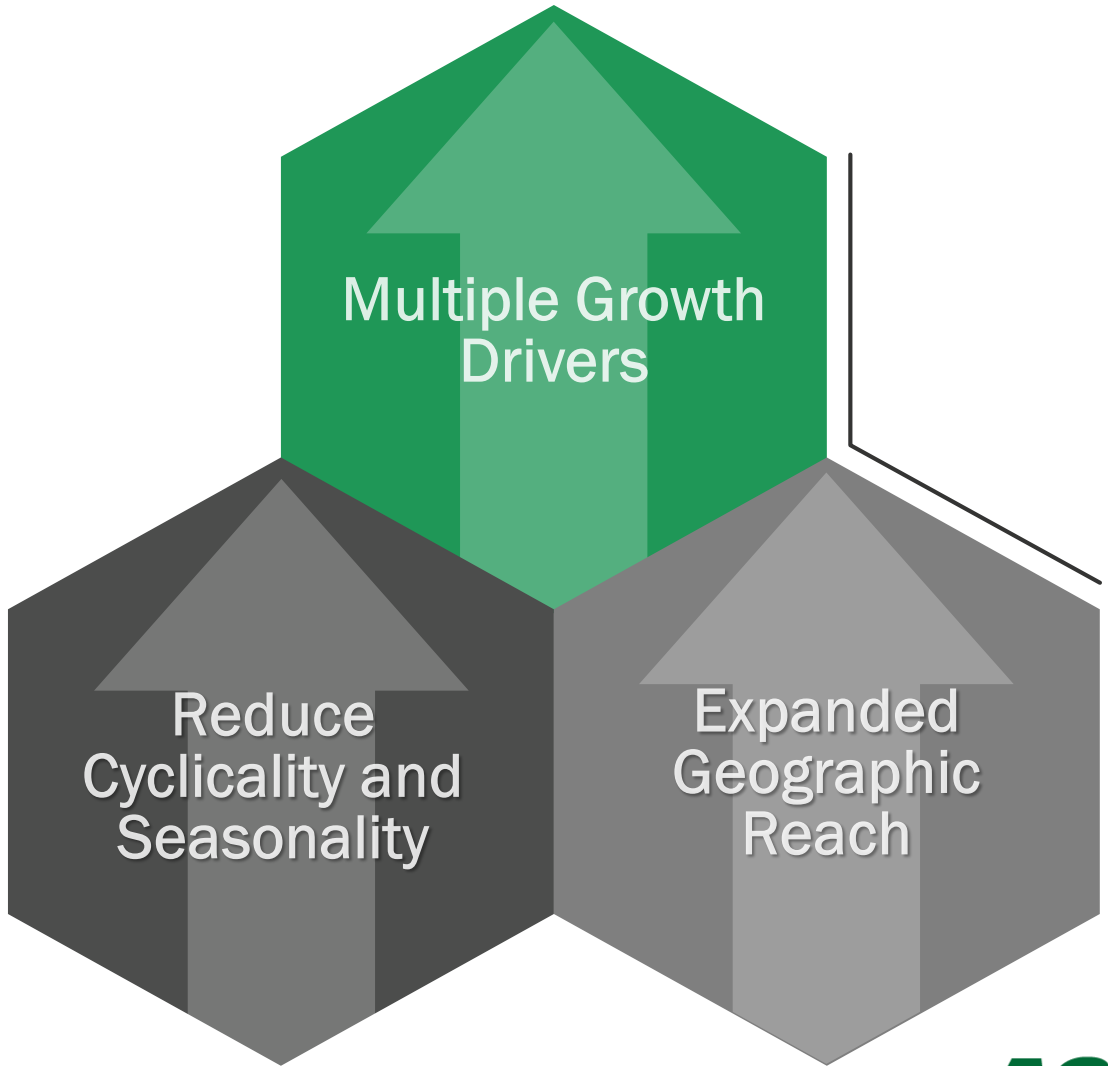 Multiple Growth
Drivers
Reduce
Cyclicality and
Seasonality
Expanded
Geographic
Reach